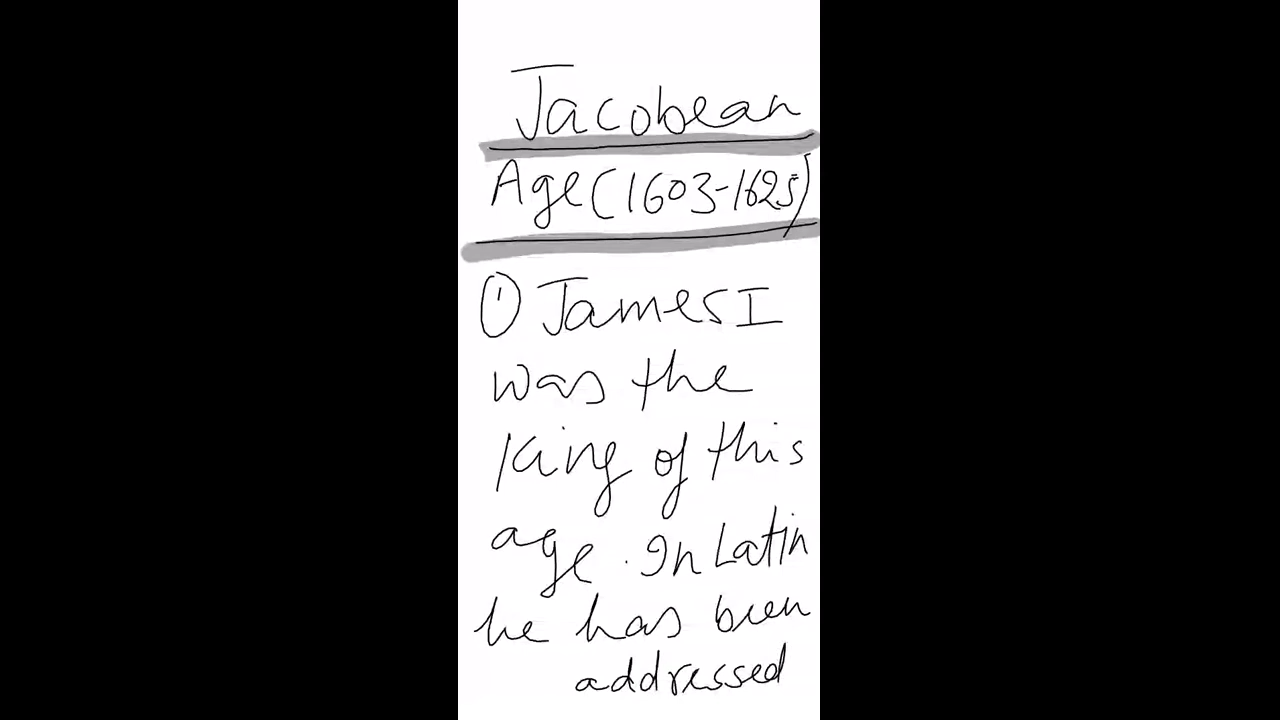 Jacobean
Age (1603-1625)
① James I
was the
King of this
age. In Latin
he has been
addressed